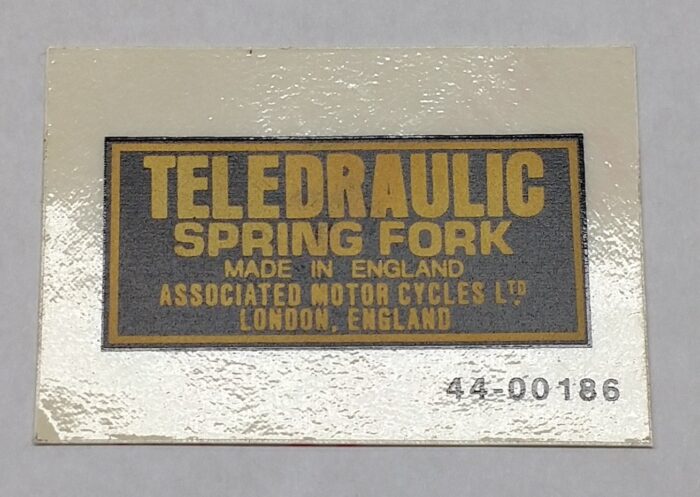 TELEDRAULIC
SPRING FORK
MADE IN ENGLAND
ASSOCIATED MOTOR CYCLES LTD.
LONDON, ENGLAND
44-00186